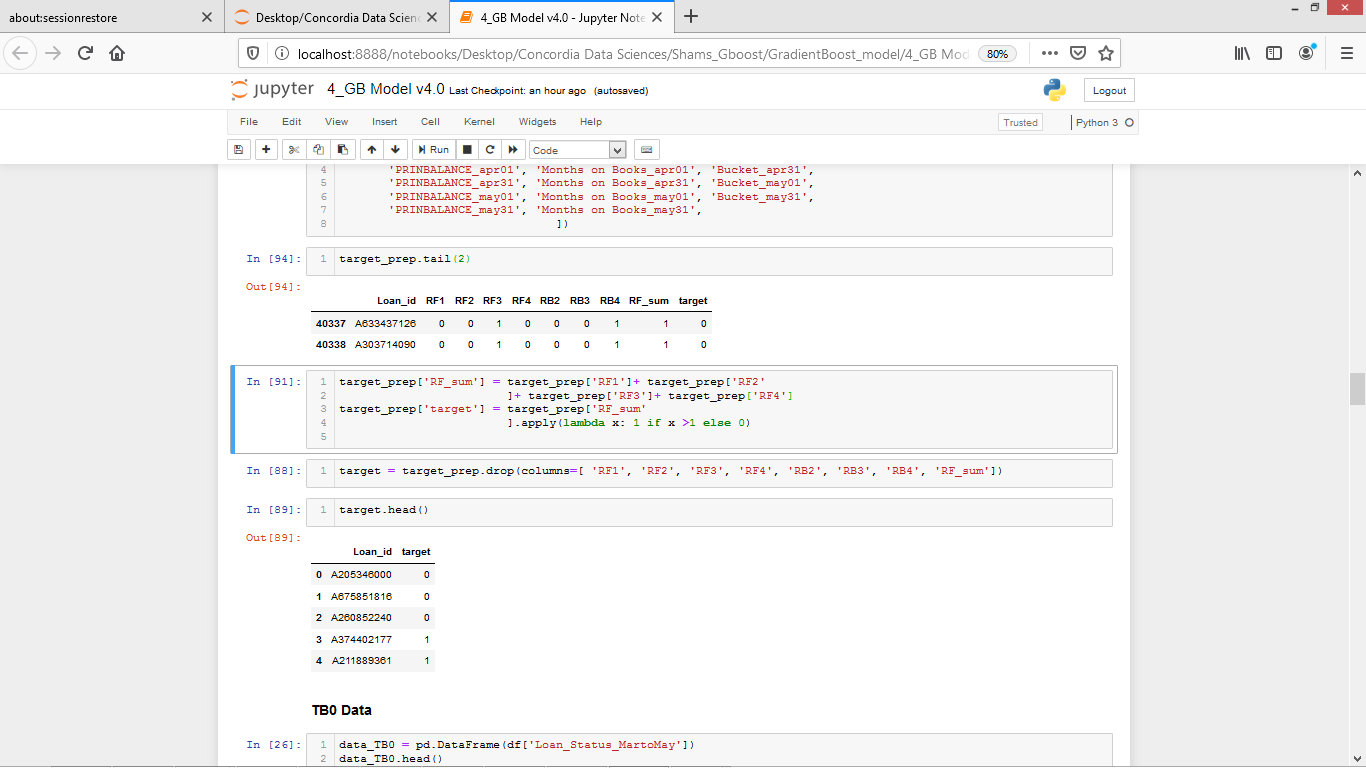 about:sessionrestore
Desktop/Concordia Data Scien
4_GB Model v4.0 - Jupyter Note
localhost:8888/notebooks/Desktop/Concordia Data Sciences/Shams_Gboost/GradientBoost_model/4_GB Mod
80%
jupyter 4_GB Model v4.0 Last Checkpoint: an hour ago (autosaved)
Logout
File Edit View Insert Cell Kernel Widgets Help
Trusted
Python 3
Run
Code
4 'PRINBALANCE_apr01', 'Months on Books_apr01', 'Bucket_apr31',
5 'PRINBALANCE_apr31', 'Months on Books_apr31', 'Bucket_may01',
6 'PRINBALANCE_may01', 'Months on Books_may01', 'Bucket_may31',
7 'PRINBALANCE_may31', 'Months on Books_may31',
8 ])
In [94]: 1 target_prep.tail(2)
Out[94]:
Loan_id RF1 RF2 RF3 RF4 RB2 RB3 RB4 RF_sum target
40337 A633437126 0 0 1 0 0 0 1 1 0
40338 A303714090 0 0 1 0 0 0 1 1 0
In [91]: 1 target_prep['RF_sum'] = target_prep['RF1']+ target_prep['RF2'
2 ]+ target_prep['RF3']+ target_prep['RF4']
3 target_prep['target'] = target_prep['RF_sum'
4 ].apply(lambda x: 1 if x >1 else 0)
5
In [88]: 1 target = target_prep.drop(columns=[ 'RF1', 'RF2', 'RF3', 'RF4', 'RB2', 'RB3', 'RB4', 'RF_sum'])
In [89]: 1 target.head()
Out[89]:
Loan_id target
0 A205346000 0
1 A675851816 0
2 A260852240 0
3 A374402177 1
4 A211889361 1
TB0 Data
In [26]: 1 data_TB0 = pd.DataFrame(df['Loan_Status_MartoMay'])
2 data_TB0.head()